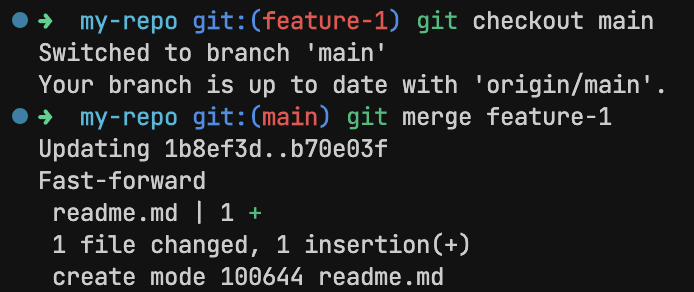 ➜  my-repo git:(feature-1) git checkout main
Switched to branch 'main'
Your branch is up to date with 'origin/main'.
➜  my-repo git:(main) git merge feature-1
Updating 1b8ef3d..b70e03f
Fast-forward
 readme.md | 1 +
 1 file changed, 1 insertion(+)
 create mode 100644 readme.md